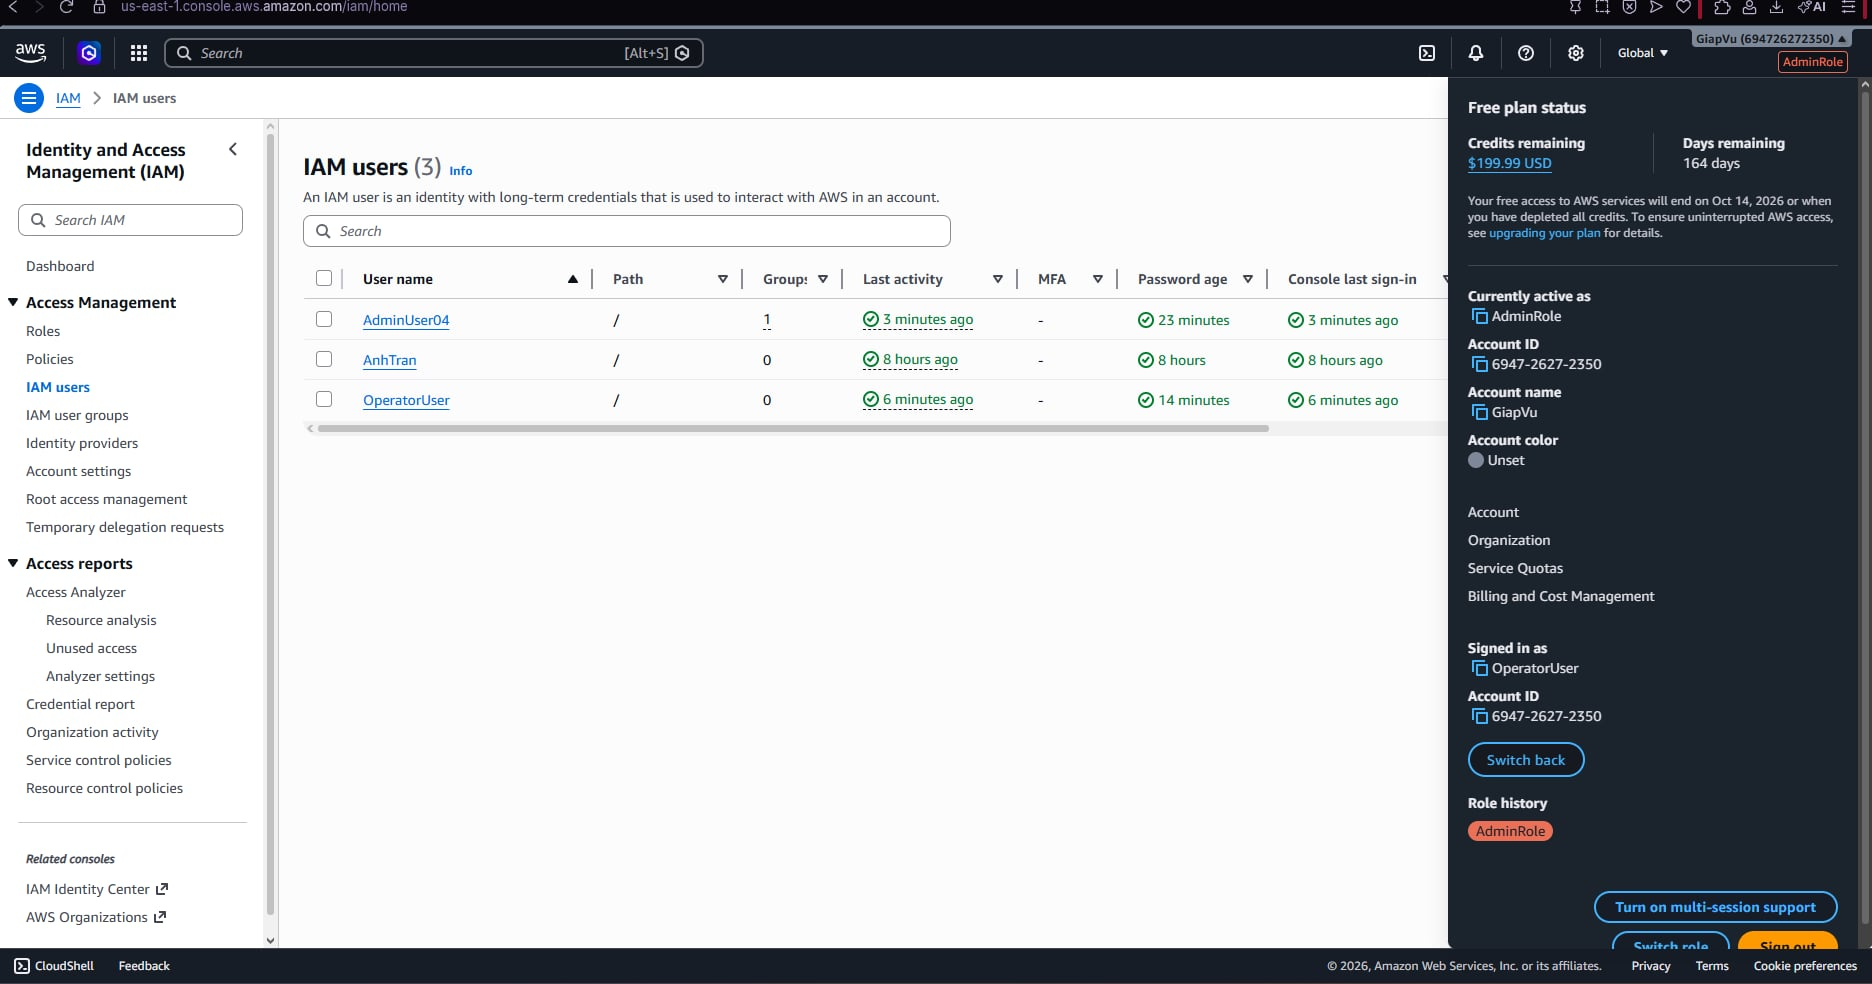 us-east-1.console.aws.amazon.com/iam/home
AI
aws
Search
[Alt+S]
Global
GiapVu (694726272350)
AdminRole
IAM
IAM users
Identity and Access
Management (IAM)
Search IAM
Dashboard
Access Management
Roles
Policies
IAM users
IAM user groups
Identity providers
Account settings
Root access management
Temporary delegation requests
Access reports
Access Analyzer
Resource analysis
Unused access
Analyzer settings
Credential report
Organization activity
Service control policies
Resource control policies
Related consoles
IAM Identity Center
AWS Organizations
IAM users (3) Info
An IAM user is an identity with long-term credentials that is used to interact with AWS in an account.
Search
User name Path Groups Last activity MFA Password age Console last sign-in
AdminUser04 / 1 3 minutes ago - 23 minutes 3 minutes ago
AnhTran / 0 8 hours ago - 8 hours 8 hours ago
OperatorUser / 0 6 minutes ago - 14 minutes 6 minutes ago
Free plan status
Credits remaining Days remaining
$199.99 USD 164 days
Your free access to AWS services will end on Oct 14, 2026 or when
you have depleted all credits. To ensure uninterrupted AWS access,
see upgrading your plan for details.
Currently active as
AdminRole
Account ID
6947-2627-2350
Account name
GiapVu
Account color
Unset
Account
Organization
Service Quotas
Billing and Cost Management
Signed in as
OperatorUser
Account ID
6947-2627-2350
Switch back
Role history
AdminRole
Turn on multi-session support
Switch role Sign out
CloudShell Feedback
© 2026, Amazon Web Services, Inc. or its affiliates. Privacy Terms Cookie preferences